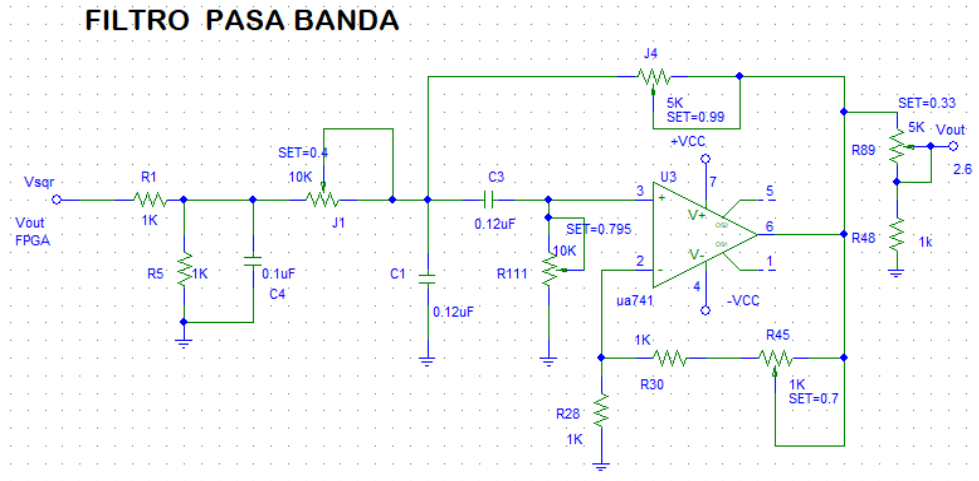 FILTRO PASA BANDA
J4
5K
SET=0.99
SET=0.33
5K
Vout
R89
2.6
+VCC
SET=0.4
10K
J1
Vsqr
R1
1K
Vout
FPGA
C3
0.12uF
U3
7
3
+
V+
5
OS2
6
OS1
V-
2
-
1
4
ua741
-VCC
SET=0.795
10K
R111
R5
1K
0.1uF
C4
C1
0.12uF
R48
1k
1K
R30
R45
1K
SET=0.7
R28
1K